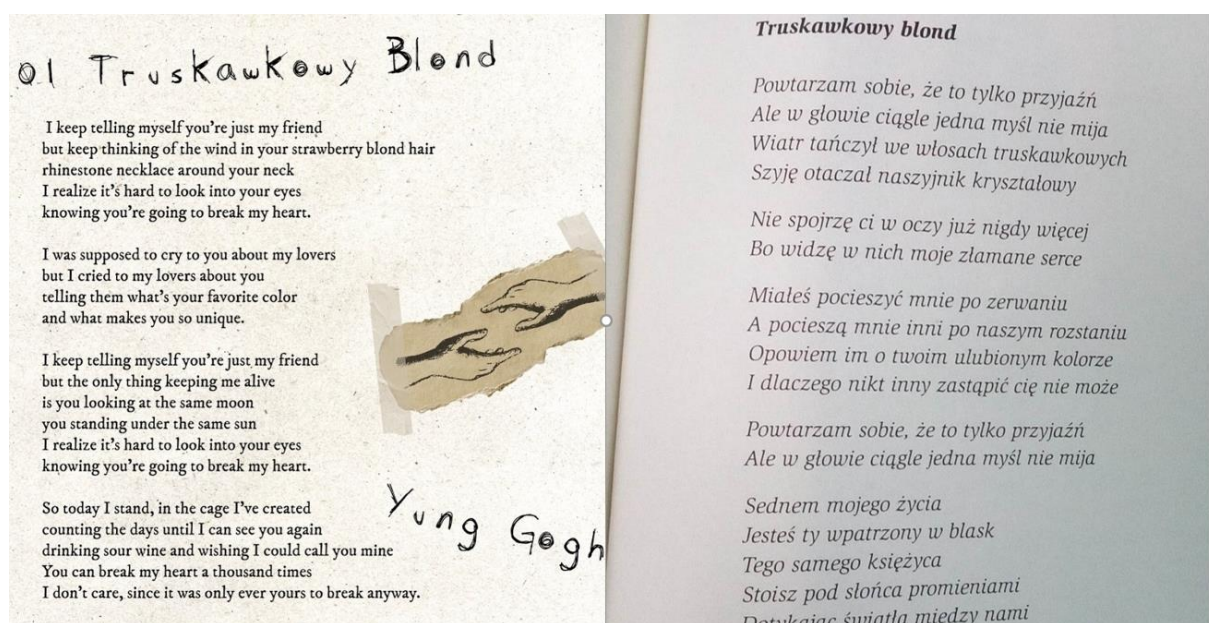 01 Truskawkowy Blond
I keep telling myself you're just my friend
but keep thinking of the wind in your strawberry blond hair
rhinestone necklace around your neck
I realize it's hard to look into your eyes
knowing you're going to break my heart.
I was supposed to cry to you about my lovers
but I cried to my lovers about you
telling them what's your favorite color
and what makes you so unique.
I keep telling myself you're just my friend
but the only thing keeping me alive
is you looking at the same moon
you standing under the same sun
I realize it's hard to look into your eyes
knowing you're going to break my heart.
So today I stand, in the cage I've created
counting the days until I can see you again
drinking sour wine and wishing I could call you mine
You can break my heart a thousand times
I don't care, since it was only ever yours to break anyway.
Yung Gogh
Truskawkowy blond
Powtarzam sobie, że to tylko przyjaźń
Ale w głowie ciągle jedna myśl nie mija
Wiatr tańczył we włosach truskawkowych
Szyję otaczał naszyjnik kryształowy
Nie spojrzę ci w oczy już nigdy więcej
Bo widzę w nich moje złamane serce
Miałeś pocieszyć mnie po zerwaniu
A pocieszą mnie inni po naszym rozstaniu
Opowiem im o twoim ulubionym kolorze
I dlaczego nikt inny zastąpić cię nie może
Powtarzam sobie, że to tylko przyjaźń
Ale w głowie ciągle jedna myśl nie mija
Sednem mojego życia
Jesteś ty wpatrzony w blask
Tego samego księżyca
Stoisz pod słońca promieniami
Dotykając światła między nami